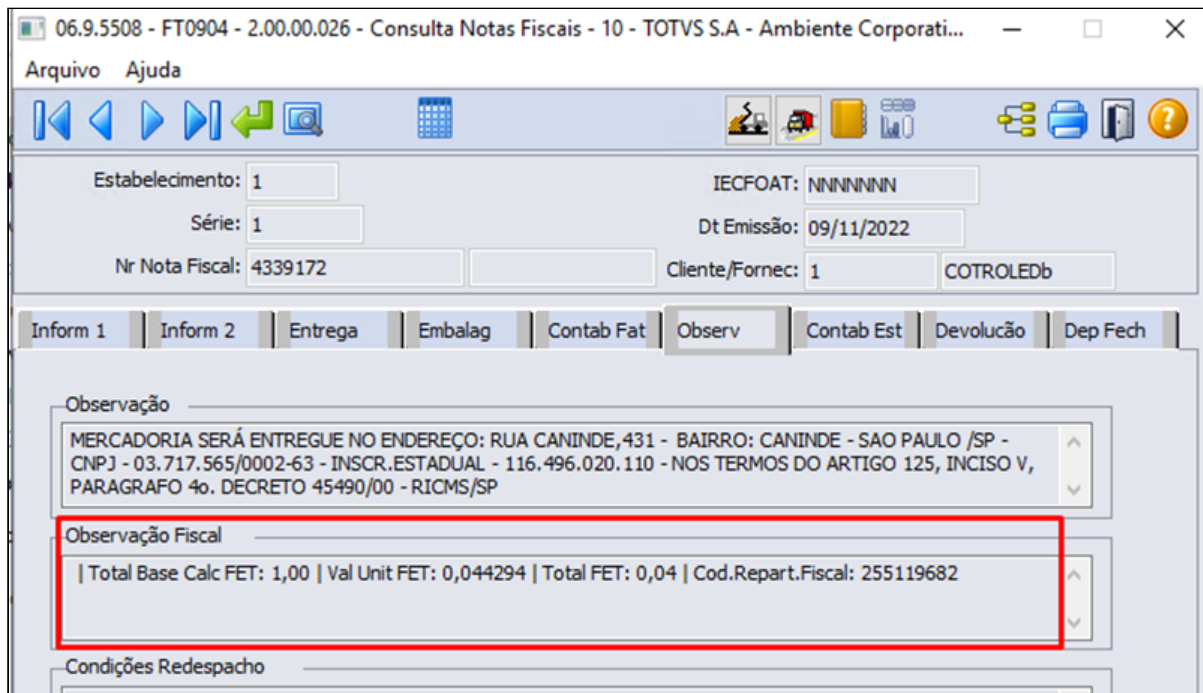 06.9.5508 - FT0904 - 2.00.00.026 - Consulta Notas Fiscais - 10 - TOTVS S.A - Ambiente Corporati...
Arquivo Ajuda
Estabelecimento: 1 IECFOAT: NNNNNNN
Série: 1 Dt Emissão: 09/11/2022
Nr Nota Fiscal: 4339172 Cliente/Fornec: 1 COTROLEDb
Inform 1 Inform 2 Entrega Embalag Contab Fat Observ Contab Est Devolucão Dep Fech
Observação
MERCADORIA SERÁ ENTREGUE NO ENDEREÇO: RUA CANINDE,431 - BAIRRO: CANINDE - SAO PAULO /SP -
CNPJ - 03.717.565/0002-63 - INSCR.ESTADUAL - 116.496.020.110 - NOS TERMOS DO ARTIGO 125, INCISO V,
PARAGRAFO 4o. DECRETO 45490/00 - RICMS/SP
Observação Fiscal
| Total Base Calc FET: 1,00 | Val Unit FET: 0,044294 | Total FET: 0,04 | Cod.Repart.Fiscal: 255119682
Condições Redespacho